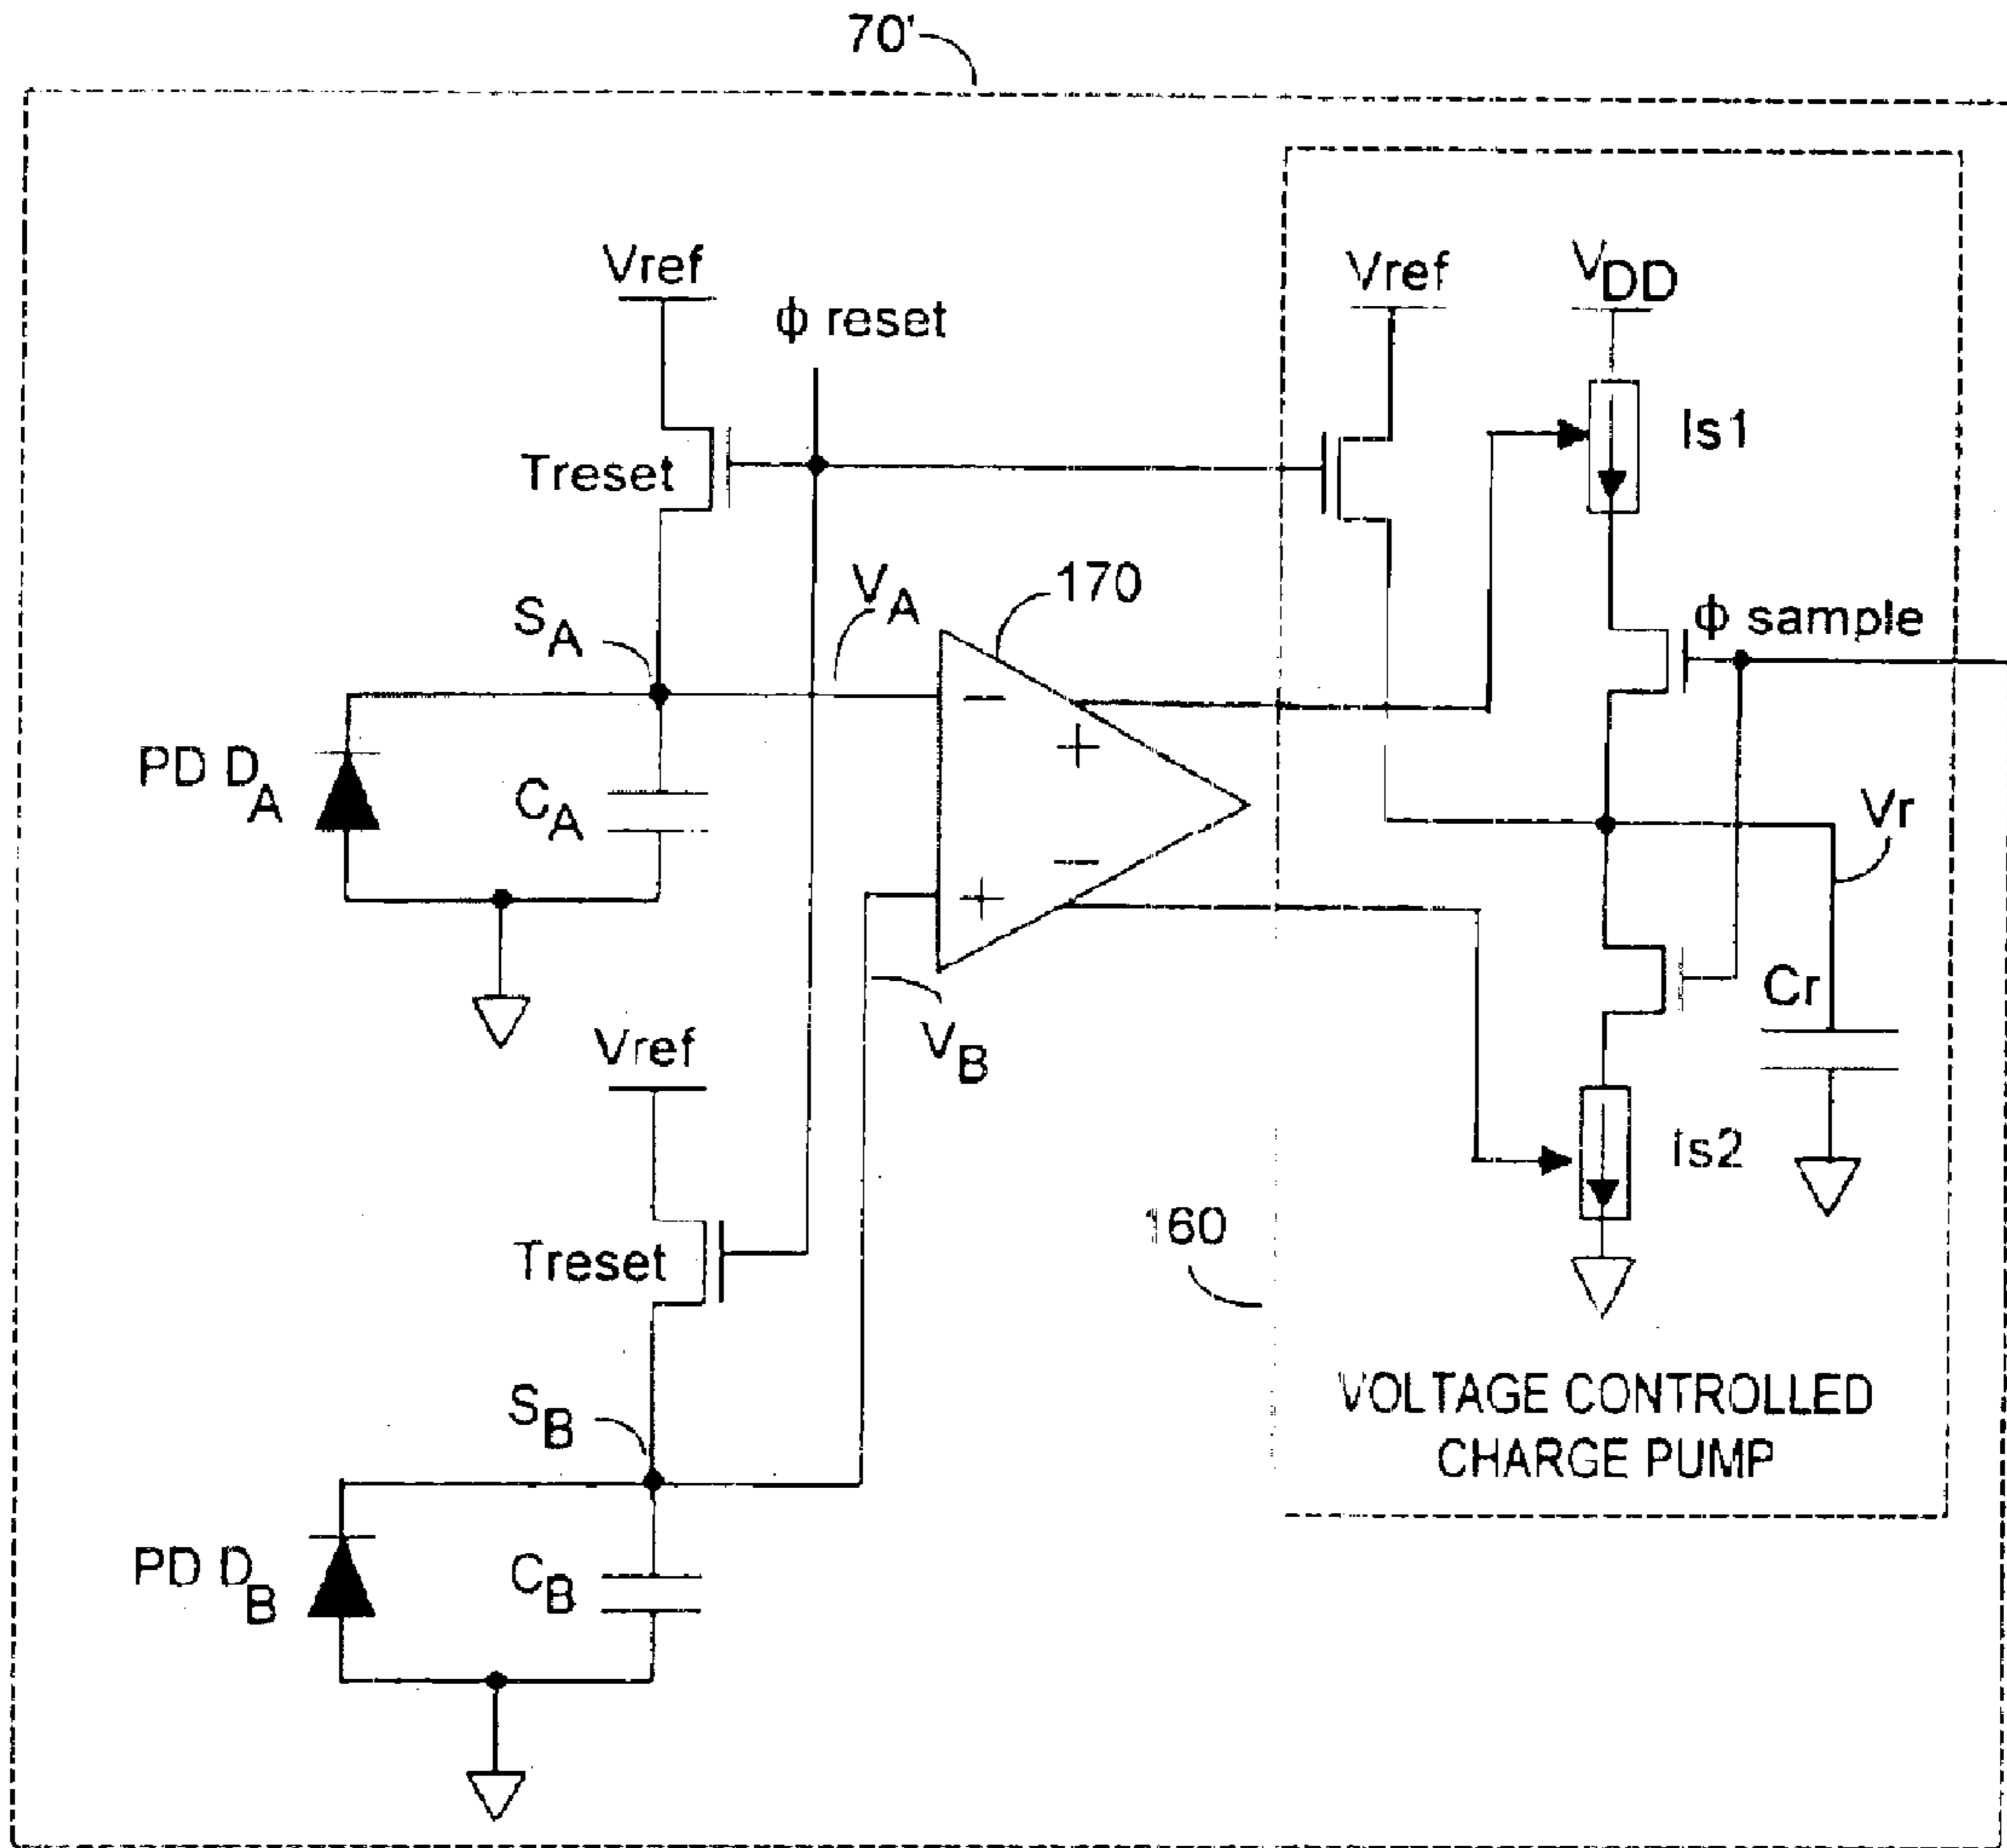 70'
Vref
Vref
VDD
ϕ reset
Is1
Treset
VA
170
SA
ϕ sample
−
+
PD DA
CA
Vr
−
+
Cr
Vref
VB
Is2
160
Treset
SB
VOLTAGE CONTROLLED
CHARGE PUMP
PD DB
CB